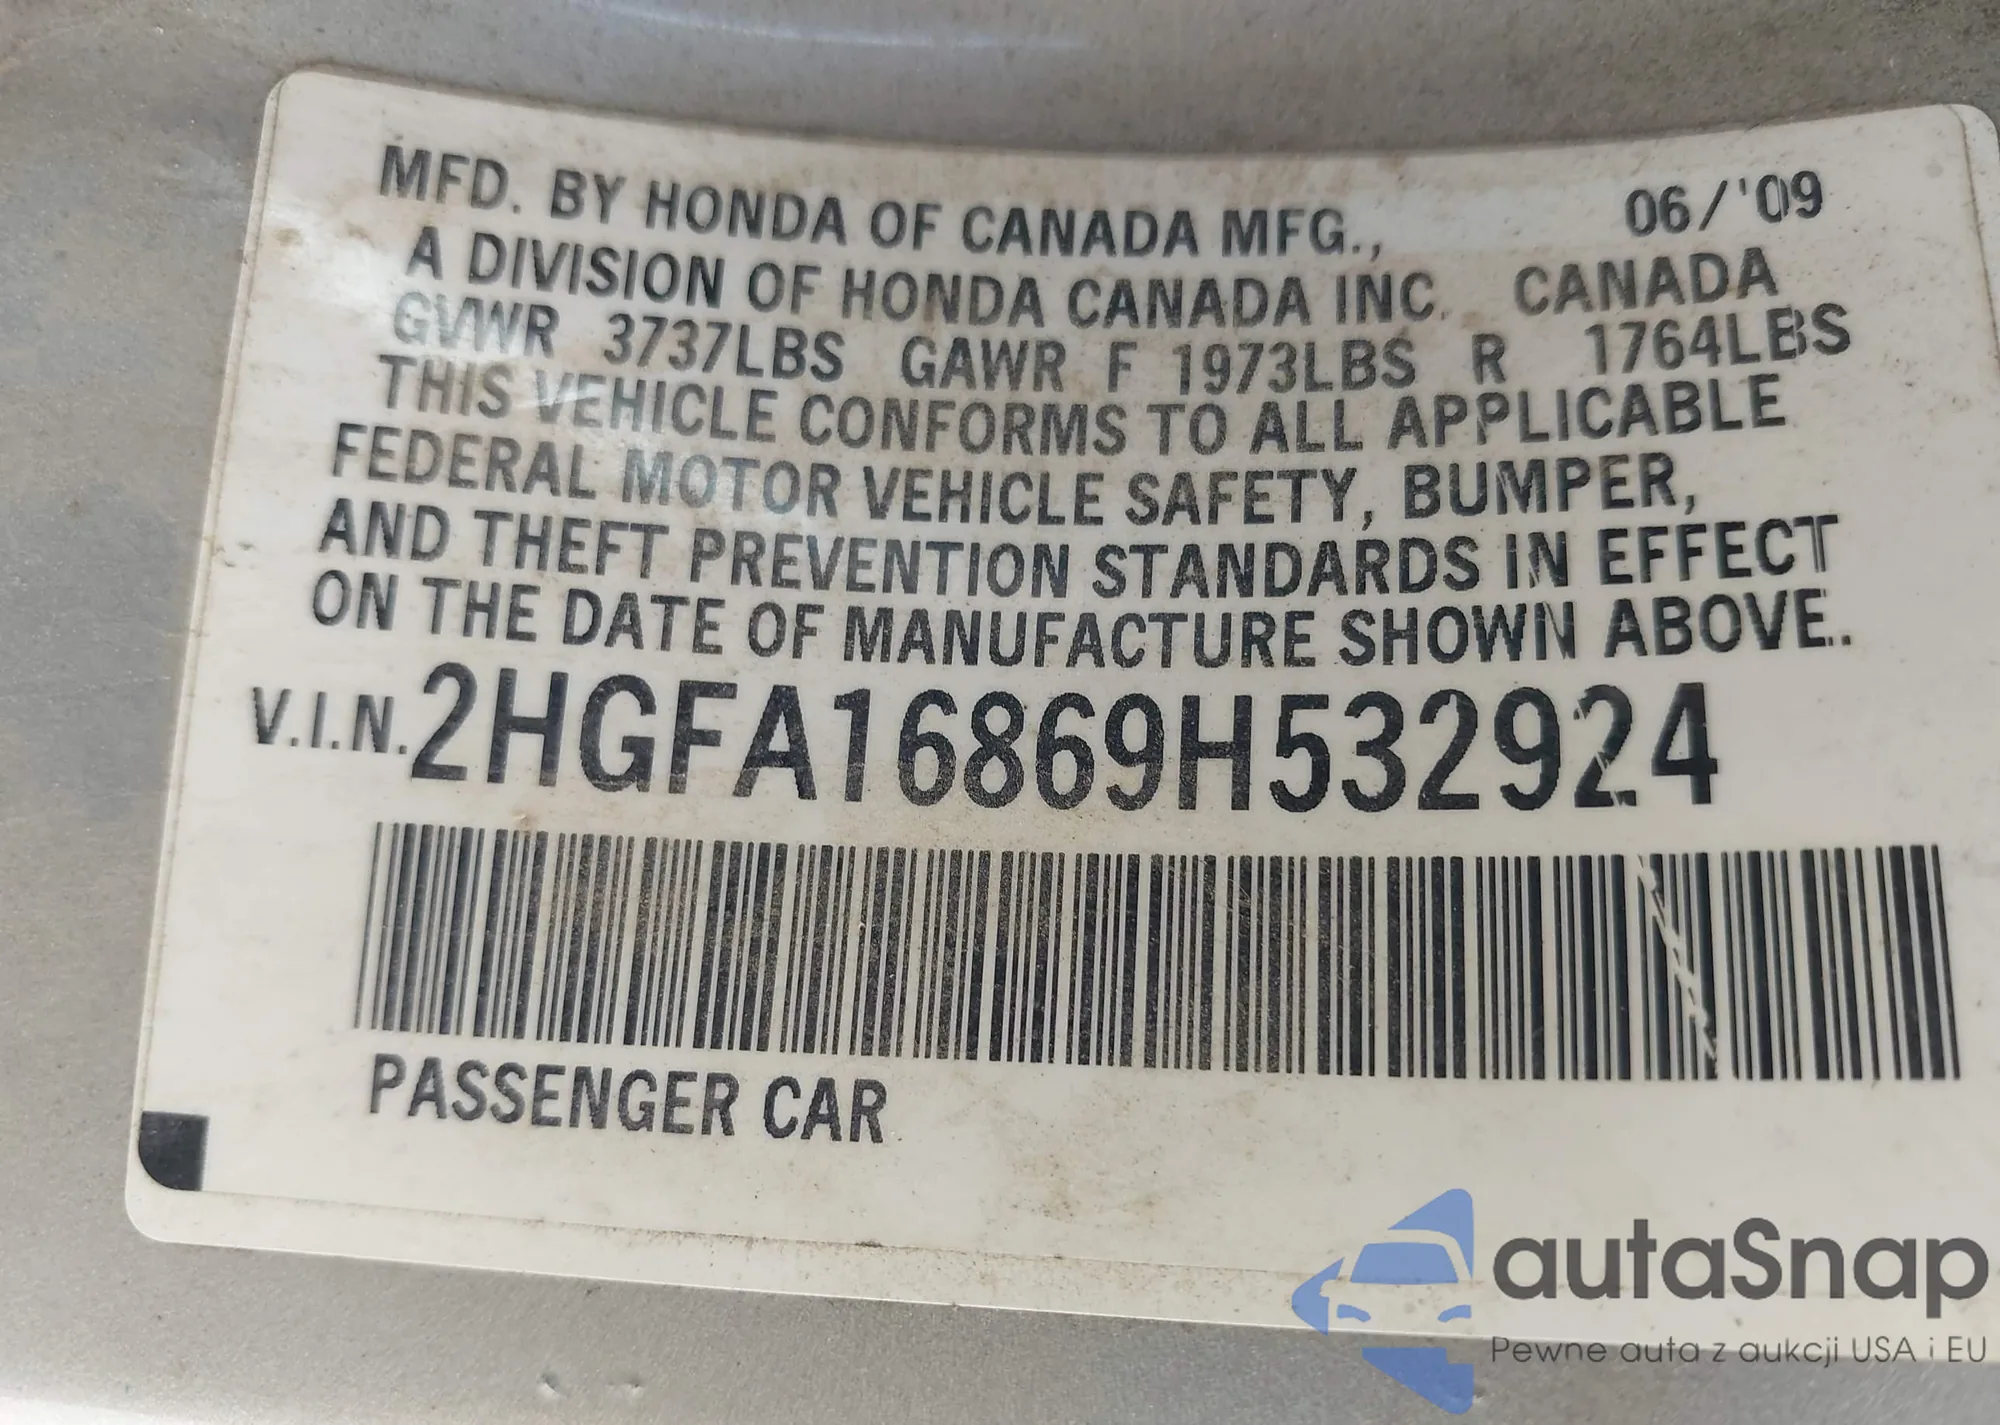 MFD. BY HONDA OF CANADA MFG., 06/'09
A DIVISION OF HONDA CANADA INC. CANADA
GVWR 3737LBS GAWR F 1973LBS R 1764LBS
THIS VEHICLE CONFORMS TO ALL APPLICABLE
FEDERAL MOTOR VEHICLE SAFETY, BUMPER,
AND THEFT PREVENTION STANDARDS IN EFFECT
ON THE DATE OF MANUFACTURE SHOWN ABOVE..
V.I.N. 2HGFA16869H532924
PASSENGER CAR
autaSnap
Pewne auta z aukcji USA i EU